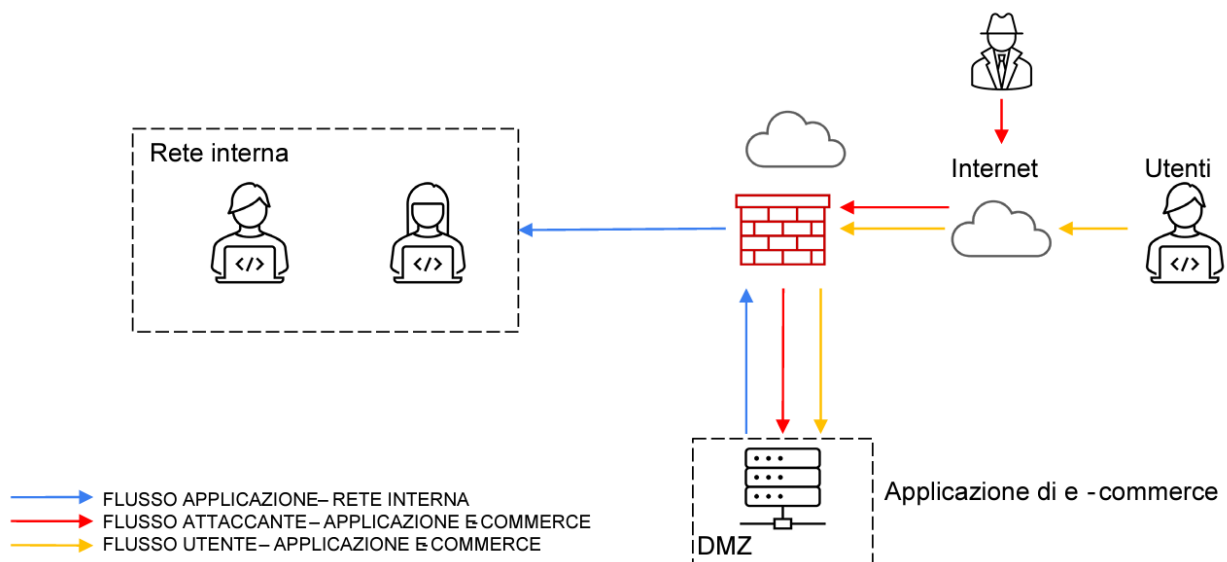 Rete interna
Internet
Utenti
</>
</>
</>
Applicazione di e -commerce
DMZ
FLUSSO APPLICAZIONE– RETE INTERNA
FLUSSO ATTACCANTE – APPLICAZIONE E-COMMERCE
FLUSSO UTENTE– APPLICAZIONE E-COMMERCE